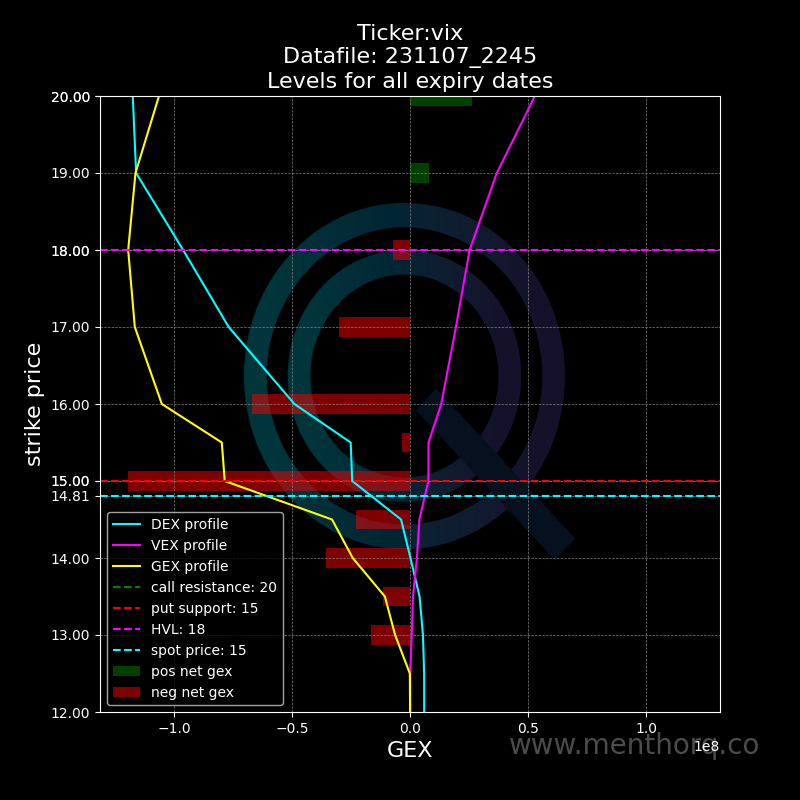 Ticker:vix
Datafile: 231107_2245
Levels for all expiry dates
20.00
19.00
18.00
17.00
16.00
15.00
14.81
14.00
13.00
12.00
strike price
DEX profile
VEX profile
GEX profile
call resistance: 20
put support: 15
HVL: 18
spot price: 15
pos net gex
neg net gex
−1.0
−0.5
0.0
0.5
1.0
1e8
GEX
www.menthorq.co